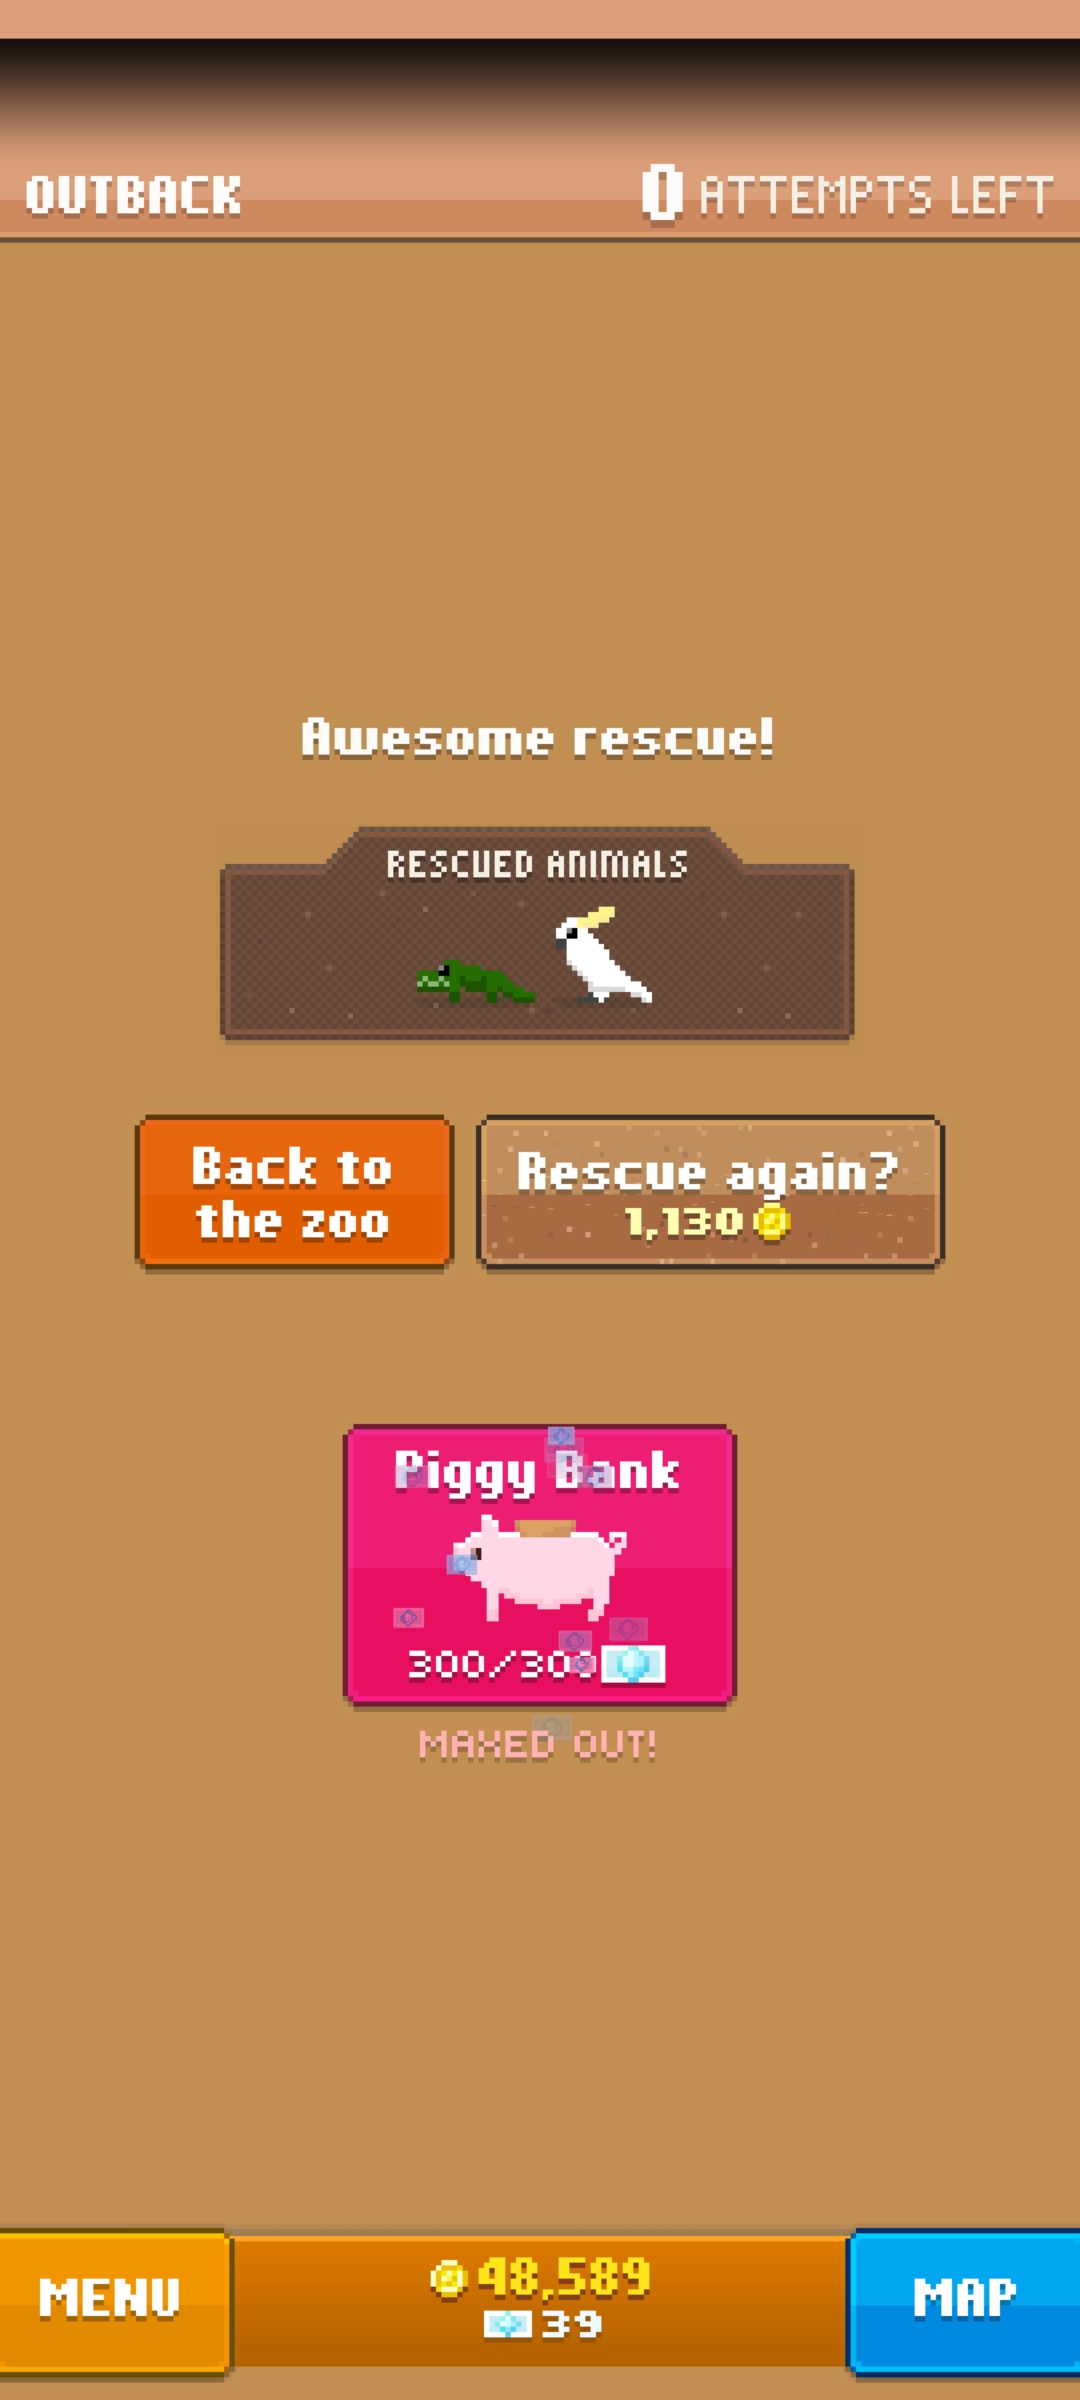 OUTBACK
0 ATTEMPTS LEFT
Awesome rescue!
RESCUED ANIMALS
Back to
the zoo
Rescue again?
1,130
Piggy Bank
300/300
MAXED OUT!
MENU
48,589
39
MAP